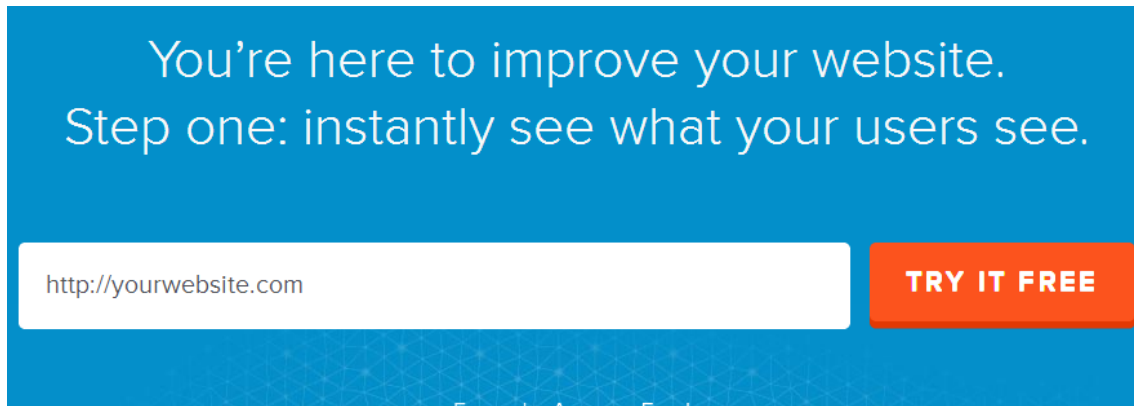 You’re here to improve your website.
Step one: instantly see what your users see.
http://yourwebsite.com
TRY IT FREE